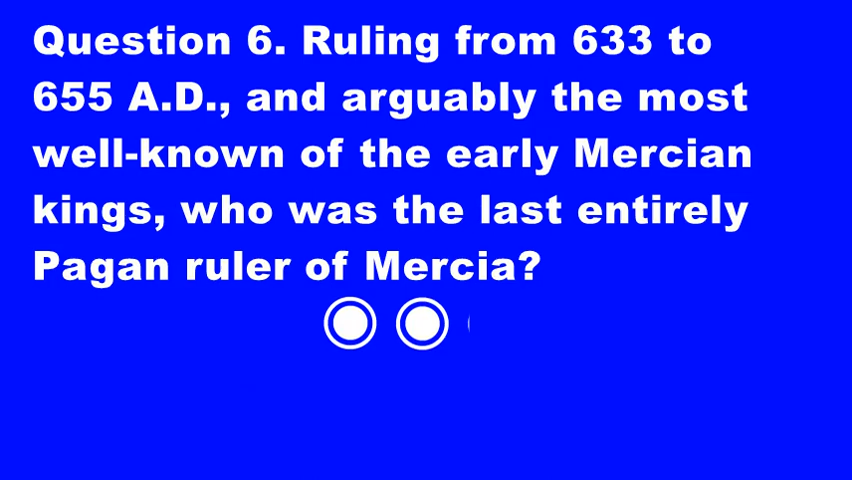 Question 6. Ruling from 633 to
655 A.D., and arguably the most
well-known of the early Mercian
kings, who was the last entirely
Pagan ruler of Mercia?